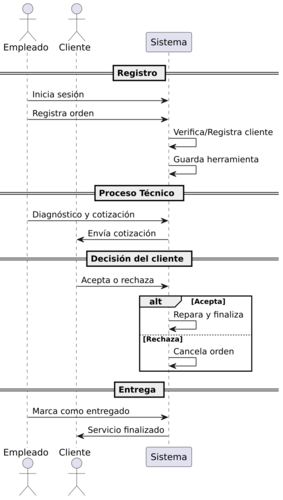 Empleado Cliente Sistema
Registro
Inicia sesión
Registra orden
Verifica/Registra cliente
Guarda herramienta
Proceso Técnico
Diagnóstico y cotización
Envía cotización
Decisión del cliente
Acepta o rechaza
alt [Acepta]
Repara y finaliza
[Rechaza]
Cancela orden
Entrega
Marca como entregado
Servicio finalizado
Empleado Cliente Sistema